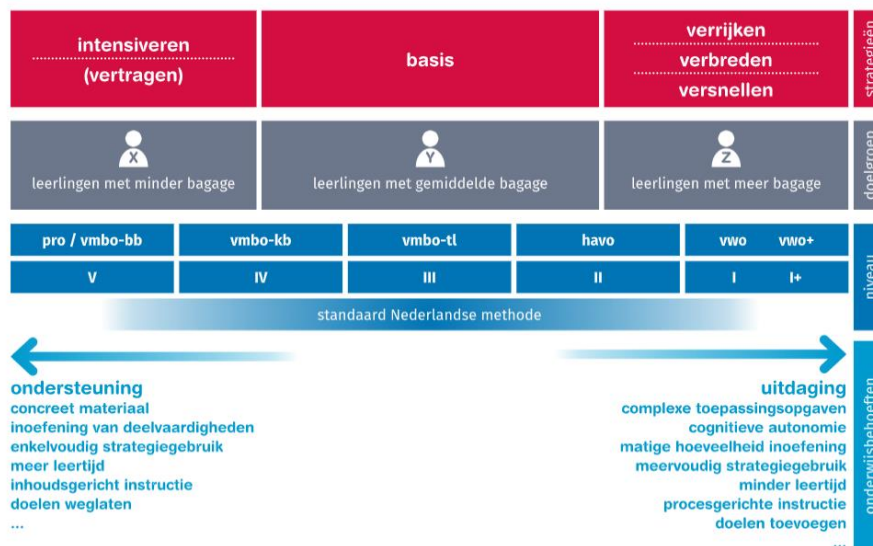 intensiveren
(vertragen)
basis
verrijken
verbreden
versnellen
strategieën
X
leerlingen met minder bagage
Y
leerlingen met gemiddelde bagage
Z
leerlingen met meer bagage
doelgroep
pro / vmbo-bb
vmbo-kb
vmbo-tl
havo
vwo vwo+
V
IV
III
II
I I+
niveau
standaard Nederlandse methode
ondersteuning
concreet materiaal
inoefening van deelvaardigheden
enkelvoudig strategiegebruik
meer leertijd
inhoudsgericht instructie
doelen weglaten
...
uitdaging
complexe toepassingsopgaven
cognitieve autonomie
matige hoeveelheid inoefening
meervoudig strategiegebruik
minder leertijd
procesgerichte instructie
doelen toevoegen
...
onderwijsbehoeften